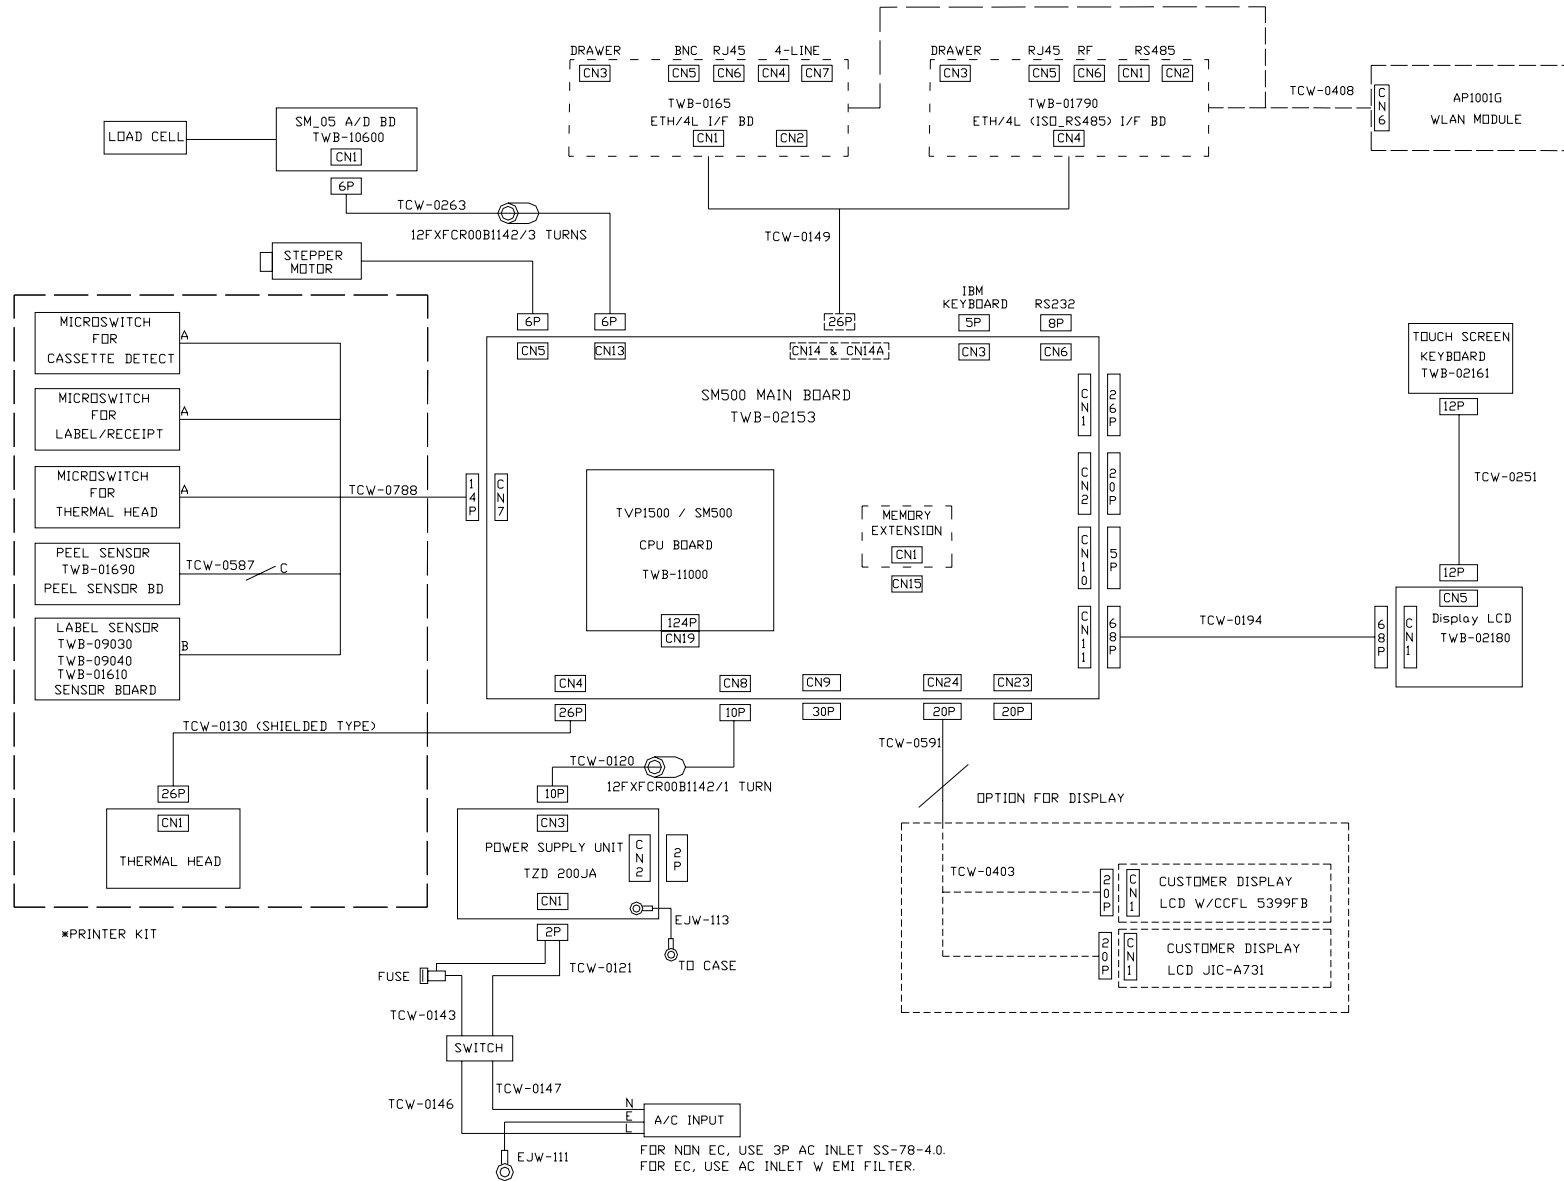 DRAWER BNC RJ45 4-LINE
CN3 CN5 CN6 CN4 CN7
TWB-0165
ETH/4L I/F BD
CN1 CN2
DRAWER RJ45 RF RS485
CN3 CN5 CN6 CN1 CN2
TWB-01790
ETH/4L (ISO_RS485) I/F BD
CN4
TCW-0408
CN6
AP1001G
WLAN MODULE
LOAD CELL
SM_05 A/D BD
TWB-10600
CN1
6P
TCW-0263
12FXFCR00B1142/3 TURNS
TCW-0149
STEPPER
MOTOR
6P
6P
26P
IBM
KEYBOARD
5P
RS232
8P
CN5
CN13
CN14 & CN14A
CN3
CN6
SM500 MAIN BOARD
TWB-02153
MICROSWITCH
FOR
CASSETTE DETECT
A
MICROSWITCH
FOR
LABEL/RECEIPT
A
MICROSWITCH
FOR
THERMAL HEAD
A
TCW-0788
14P
CN7
PEEL SENSOR
TWB-01690
PEEL SENSOR BD
TCW-0587
C
LABEL SENSOR
TWB-09030
TWB-09040
TWB-01610
SENSOR BOARD
B
TVP1500 / SM500
CPU BOARD
TWB-11000
124P
CN19
MEMORY
EXTENSION
CN1
CN15
CN1
26P
CN2
20P
CN10
5P
CN11
68P
TOUCH SCREEN
KEYBOARD
TWB-02161
12P
TCW-0251
12P
CN5
Display LCD
TWB-02180
TCW-0194
68P
CN1
CN4
CN8
CN9
CN24
CN23
26P
10P
30P
20P
20P
TCW-0130 (SHIELDED TYPE)
26P
CN1
THERMAL HEAD
*PRINTER KIT
TCW-0120
12FXFCR00B1142/1 TURN
10P
CN3
POWER SUPPLY UNIT
TZD 200JA
CN2
2P
CN1
EJW-113
TO CASE
2P
TCW-0121
FUSE
TCW-0143
SWITCH
TCW-0147
TCW-0146
N
E
L
A/C INPUT
EJW-111
FOR NON EC, USE 3P AC INLET SS-78-4.0.
FOR EC, USE AC INLET W EMI FILTER.
TCW-0591
OPTION FOR DISPLAY
TCW-0403
20P
CN1
CUSTOMER DISPLAY
LCD W/CCFL 5399FB
20P
CN1
CUSTOMER DISPLAY
LCD JIC-A731